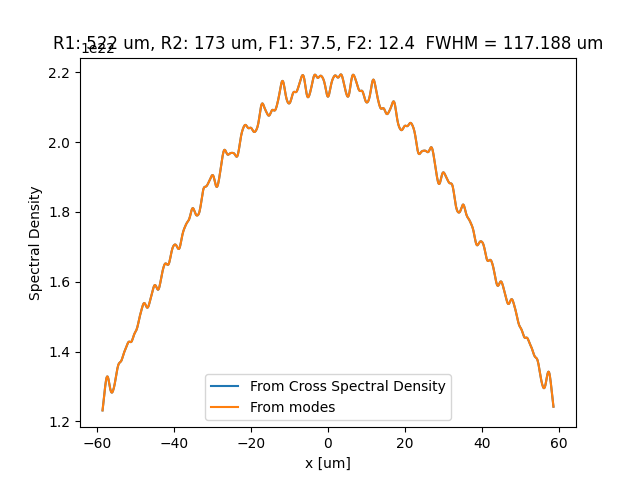 R1: 522 um, R2: 173 um, F1: 37.5, F2: 12.4  FWHM = 117.188 um
1e22
2.2
2.0
1.8
1.6
1.4
1.2
Spectral Density
From Cross Spectral Density
From modes
−60 −40 −20 0 20 40 60
x [um]